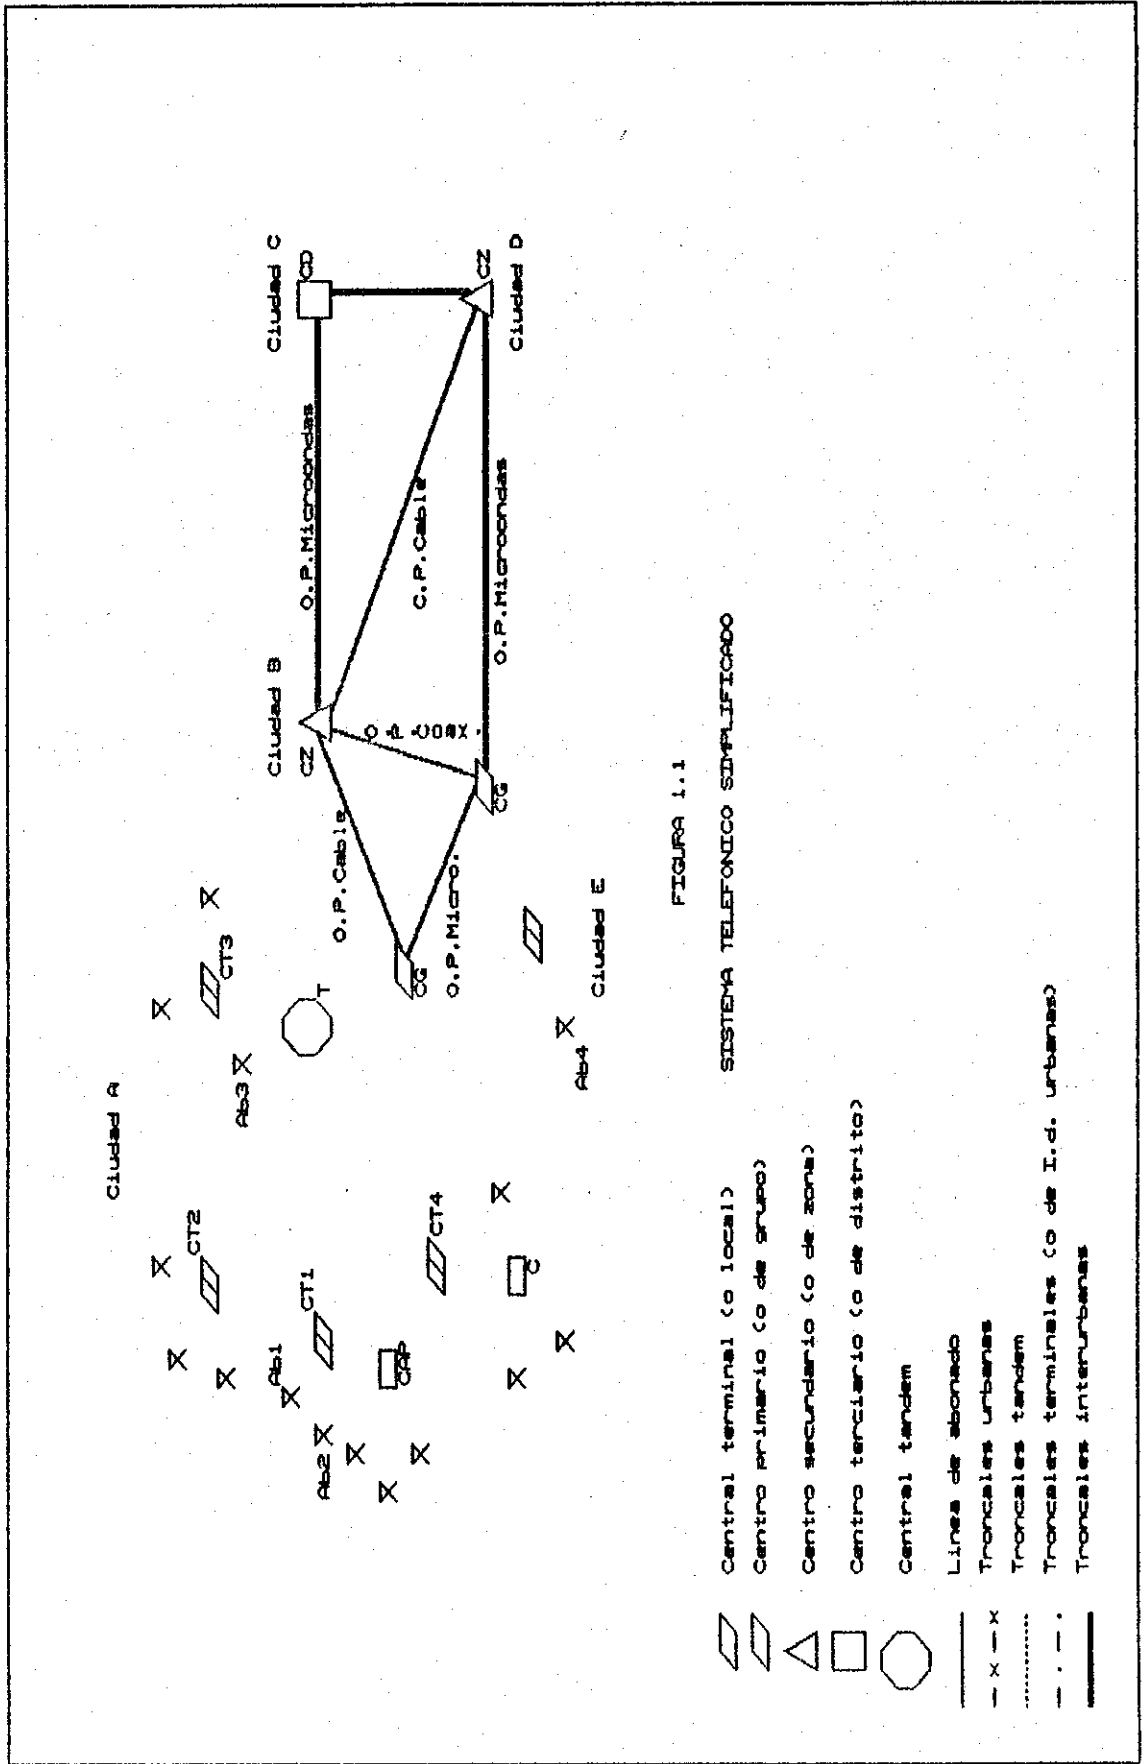 Ciudad A
CT2
CT3
Ab1
CT1
Ab3
T
Ab2
CAP
CT4
C
Ab4
Ciudad E
CG
O.P.Cable
O.P.Micro.
Ciudad B
CZ
CG
O.P.Microondas
C.P.Cable
O.P.Microondas
Ciudad C
CD
CZ
Ciudad D
FIGURA 1.1
SISTEMA TELEFONICO SIMPLIFICADO
Central terminal (o local)
Centro primario (o de grupo)
Centro secundario (o de zona)
Centro terciario (o de distrito)
Central tandem
Linea de abonado
Troncales urbanas
Troncales tandem
Troncales terminales (o de I.d. urbanas)
Troncales interurbanas